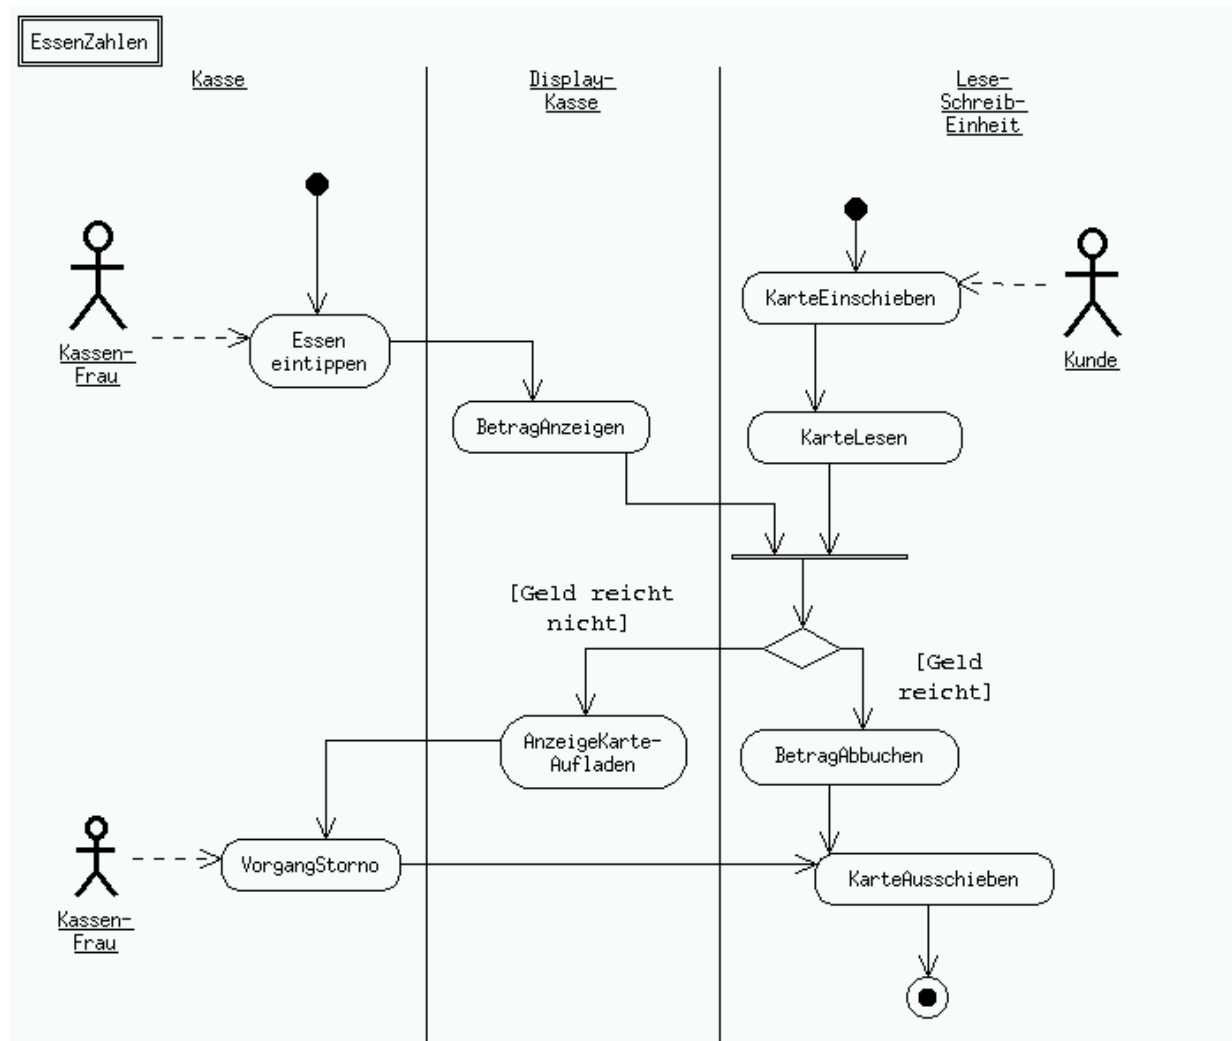 EssenZahlen
Kasse
Display-
Kasse
Lese-
Schreib-
Einheit
Kassen-
Frau
Essen
eintippen
KarteEinschieben
Kunde
BetragAnzeigen
KarteLesen
[Geld reicht
nicht]
[Geld
reicht]
AnzeigeKarte-
Aufladen
BetragAbbuchen
VorgangStorno
KarteAusschieben
Kassen-
Frau